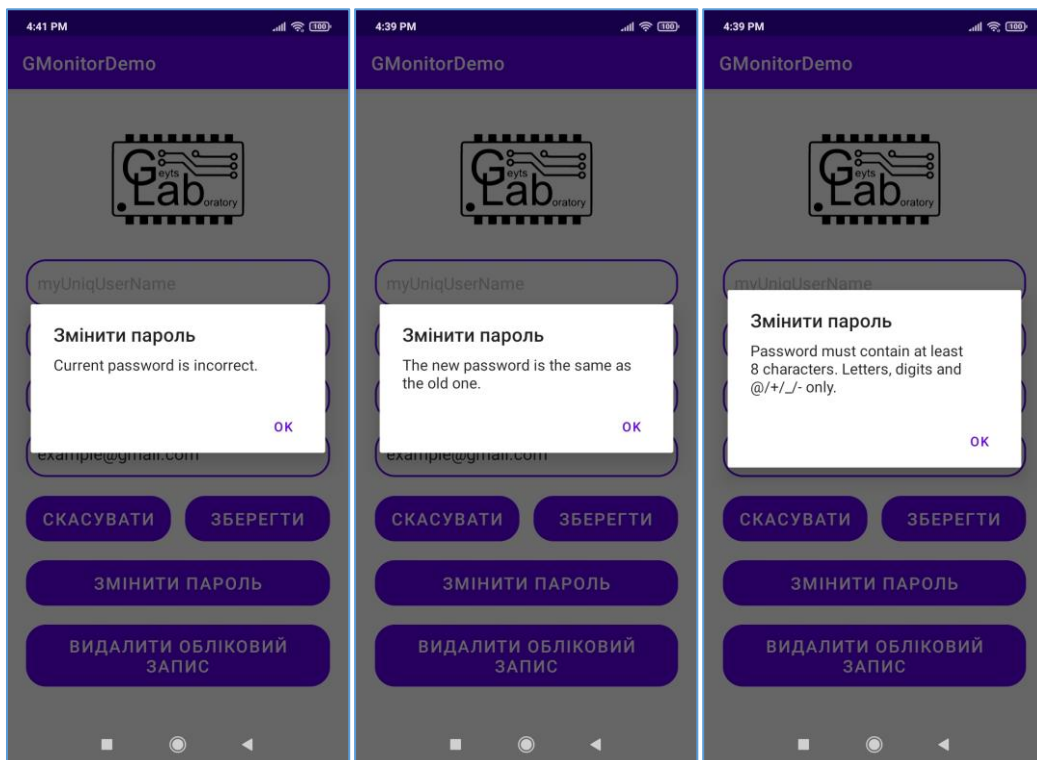 4:41 PM
100
GMonitorDemo
G
eyts
Lab
oratory
myUniqUserName
Змінити пароль
Current password is incorrect.
OK
example@gmail.com
СКАСУВАТИ
ЗБЕРЕГТИ
ЗМІНИТИ ПАРОЛЬ
ВИДАЛИТИ ОБЛІКОВИЙ
ЗАПИС
4:39 PM
100
GMonitorDemo
G
eyts
Lab
oratory
myUniqUserName
Змінити пароль
The new password is the same as
the old one.
OK
example@gmail.com
СКАСУВАТИ
ЗБЕРЕГТИ
ЗМІНИТИ ПАРОЛЬ
ВИДАЛИТИ ОБЛІКОВИЙ
ЗАПИС
4:39 PM
100
GMonitorDemo
G
eyts
Lab
oratory
myUniqUserName
Змінити пароль
Password must contain at least
8 characters. Letters, digits and
@/+/_/- only.
OK
СКАСУВАТИ
ЗБЕРЕГТИ
ЗМІНИТИ ПАРОЛЬ
ВИДАЛИТИ ОБЛІКОВИЙ
ЗАПИС